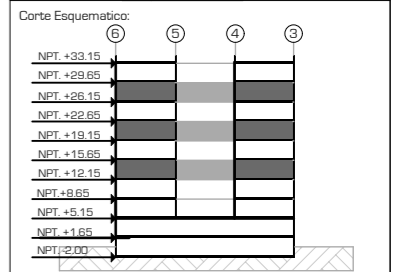 Corte Esquematico:
6 5 4 3
NPT. +33.15
NPT. +29.65
NPT. +26.15
NPT. +22.65
NPT. +19.15
NPT. +15.65
NPT. +12.15
NPT.+8.65
NPT. +5.15
NPT. +1.65
NPT.-2.00